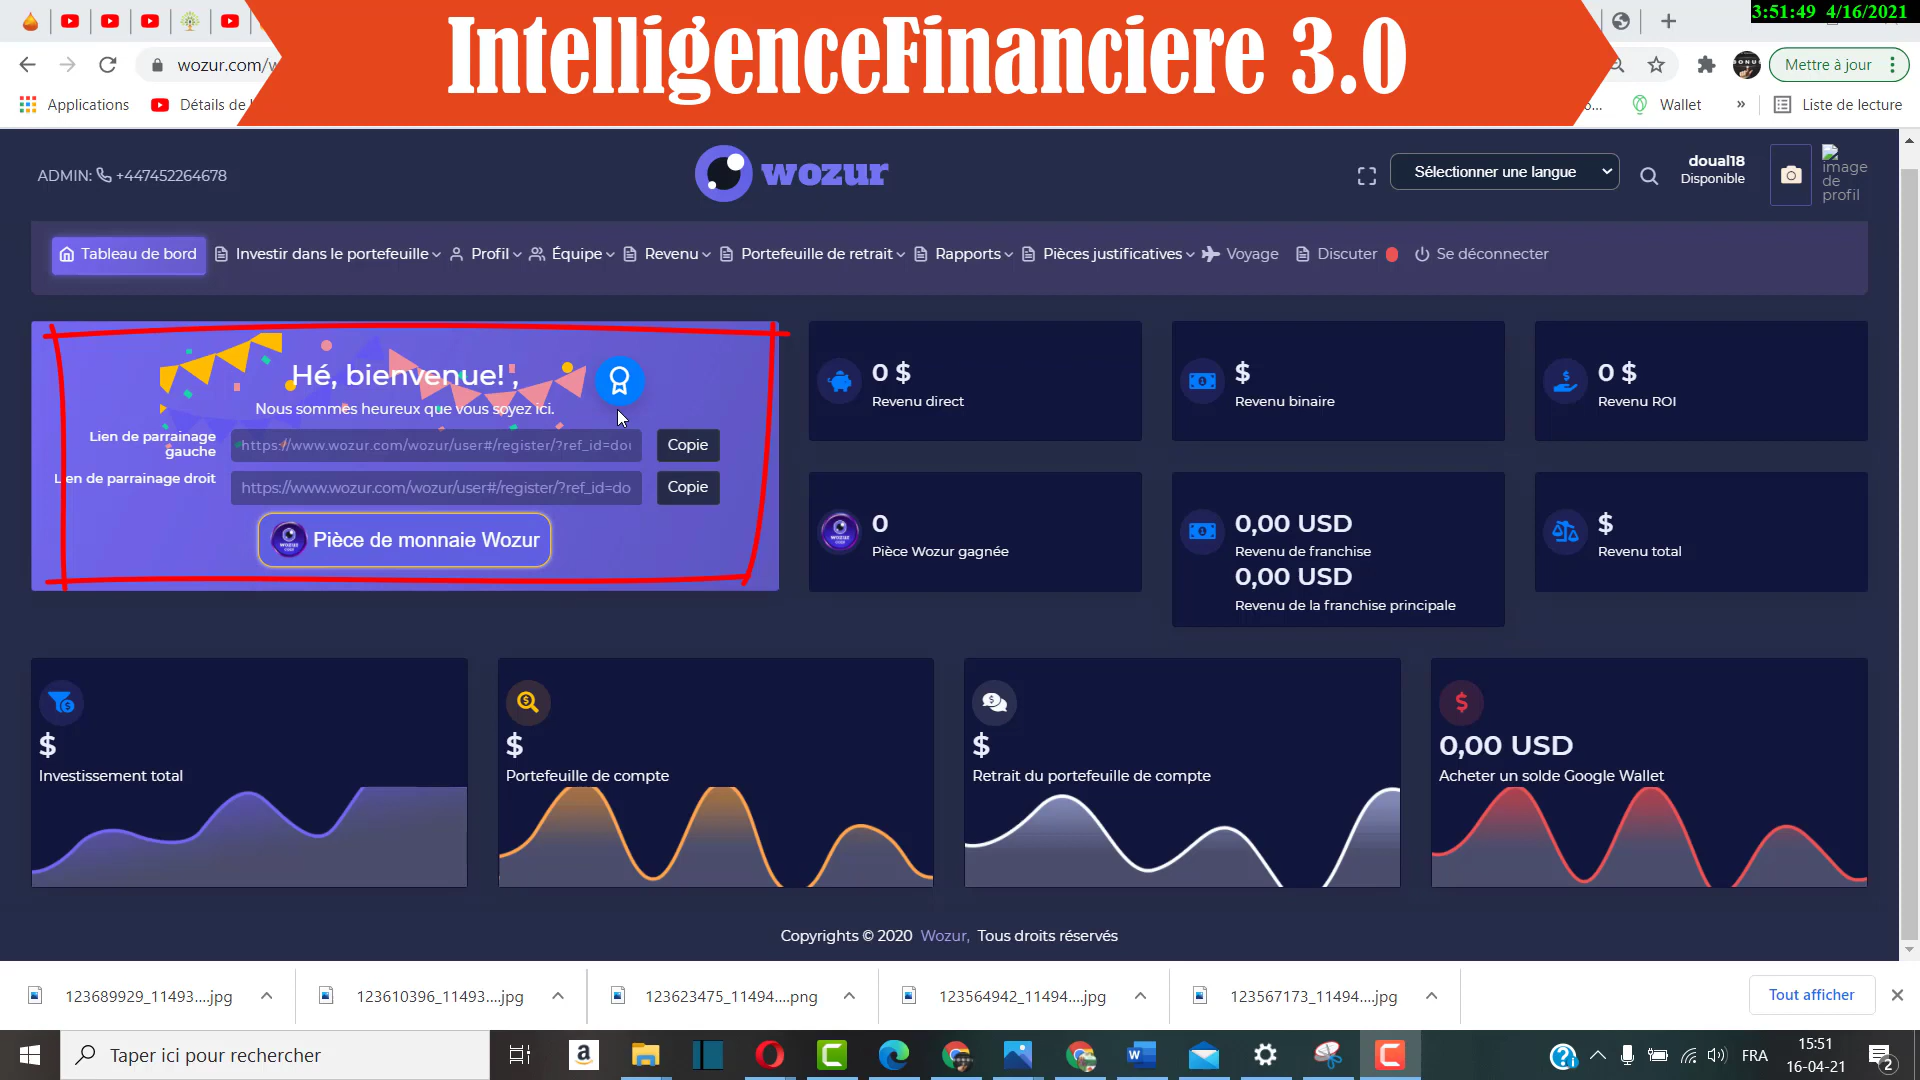 IntelligenceFinanciere 3.0
3:51:49 4/16/2021
wozur.com/w
Mettre à jour
Applications
Détails de
Wallet
»
Liste de lecture
ADMIN: +447452264678
wozur
Sélectionner une langue
doual18
Disponible
image
de
profil
Tableau de bord
Investir dans le portefeuille
Profil
Équipe
Revenu
Portefeuille de retrait
Rapports
Pièces justificatives
Voyage
Discuter
Se déconnecter
Hé, bienvenue! ,
Nous sommes heureux que vous soyez ici.
Lien de parrainage
gauche
https://www.wozur.com/wozur/user#/register/?ref_id=dou
Copie
Lien de parrainage droit
https://www.wozur.com/wozur/user#/register/?ref_id=do
Copie
Pièce de monnaie Wozur
0 $
Revenu direct
$
Revenu binaire
0 $
Revenu ROI
0
Pièce Wozur gagnée
0,00 USD
Revenu de franchise
0,00 USD
Revenu de la franchise principale
$
Revenu total
$
Investissement total
$
Portefeuille de compte
$
Retrait du portefeuille de compte
0,00 USD
Acheter un solde Google Wallet
Copyrights © 2020 Wozur, Tous droits réservés
123689929_11493....jpg
123610396_11493....jpg
123623475_11494....png
123564942_11494....jpg
123567173_11494....jpg
Tout afficher
Taper ici pour rechercher
FRA
15:51
16-04-21
2